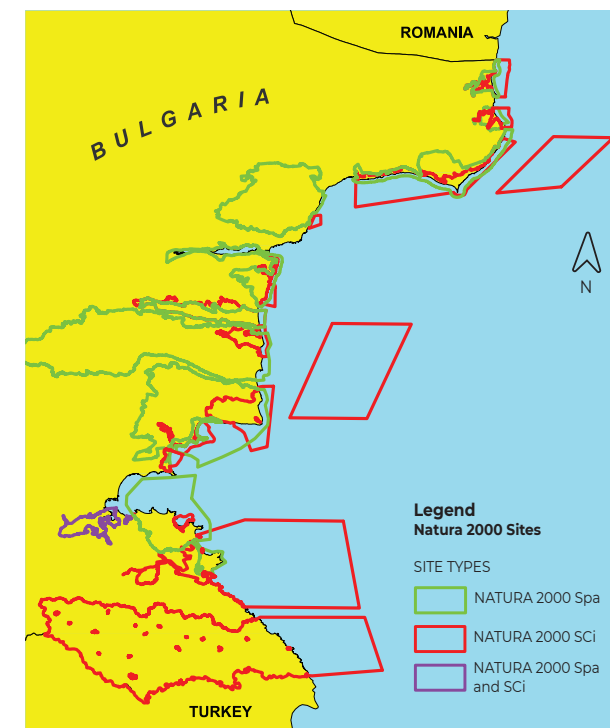 ROMANIA
BULGARIA
N
Legend
Natura 2000 Sites
SITE TYPES
NATURA 2000 Spa
NATURA 2000 SCi
NATURA 2000 Spa
and SCi
TURKEY